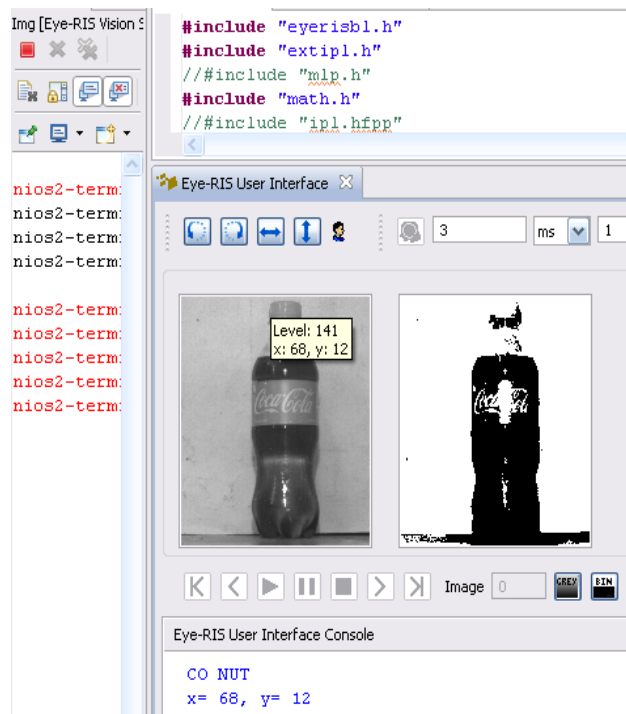 Img [Eye-RIS Vision S
#include "eyerisbl.h"
#include "extipl.h"
//#include "mlp.h"
#include "math.h"
//#include "ipl.hfpp"
nios2-term:
nios2-term:
nios2-term:
nios2-term:
nios2-term:
nios2-term:
nios2-term:
nios2-term:
nios2-term:
Eye-RIS User Interface
3 ms 1
Level: 141
x: 68, y: 12
Coca-Cola
Coca-Cola
Image 0 GREY BIN
Eye-RIS User Interface Console
CO NUT
x= 68, y= 12